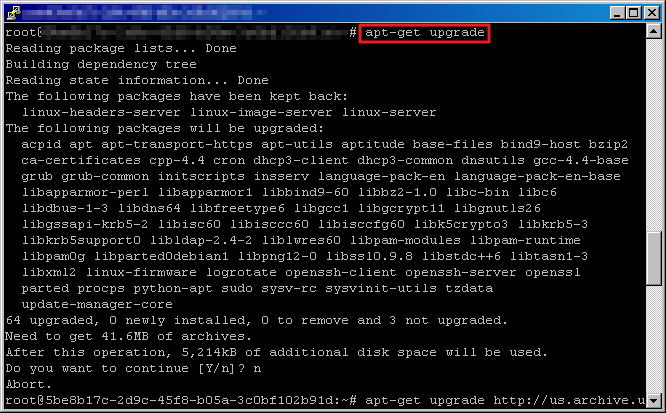 root@ # apt-get upgrade
Reading package lists... Done
Building dependency tree
Reading state information... Done
The following packages have been kept back:
linux-headers-server linux-image-server linux-server
The following packages will be upgraded:
acpid apt apt-transport-https apt-utils aptitude base-files bind9-host bzip2
ca-certificates cpp-4.4 cron dhcp3-client dhcp3-common dnsutils gcc-4.4-base
grub grub-common initscripts insserv language-pack-en language-pack-en-base
libapparmor-perl libapparmor1 libbind9-60 libbz2-1.0 libc-bin libc6
libdbus-1-3 libdns64 libfreetype6 libgcc1 libgcrypt11 libgnutls26
libgssapi-krb5-2 libisc60 libisccc60 libisccfg60 libk5crypto3 libkrb5-3
libkrb5support0 libldap-2.4-2 liblwres60 libpam-modules libpam-runtime
libpam0g libparted0debian1 libpng12-0 libssl0.9.8 libstdc++6 libtasn1-3
libxml2 linux-firmware logrotate openssh-client openssh-server openssl
parted procps python-apt sudo sysv-rc sysvinit-utils tzdata
update-manager-core
64 upgraded, 0 newly installed, 0 to remove and 3 not upgraded.
Need to get 41.6MB of archives.
After this operation, 5,214kB of additional disk space will be used.
Do you want to continue [Y/n]? n
Abort.
root@5be8b17c-2d9c-45f8-b05a-3c0bf102b91d:~# apt-get upgrade http://us.archive.u